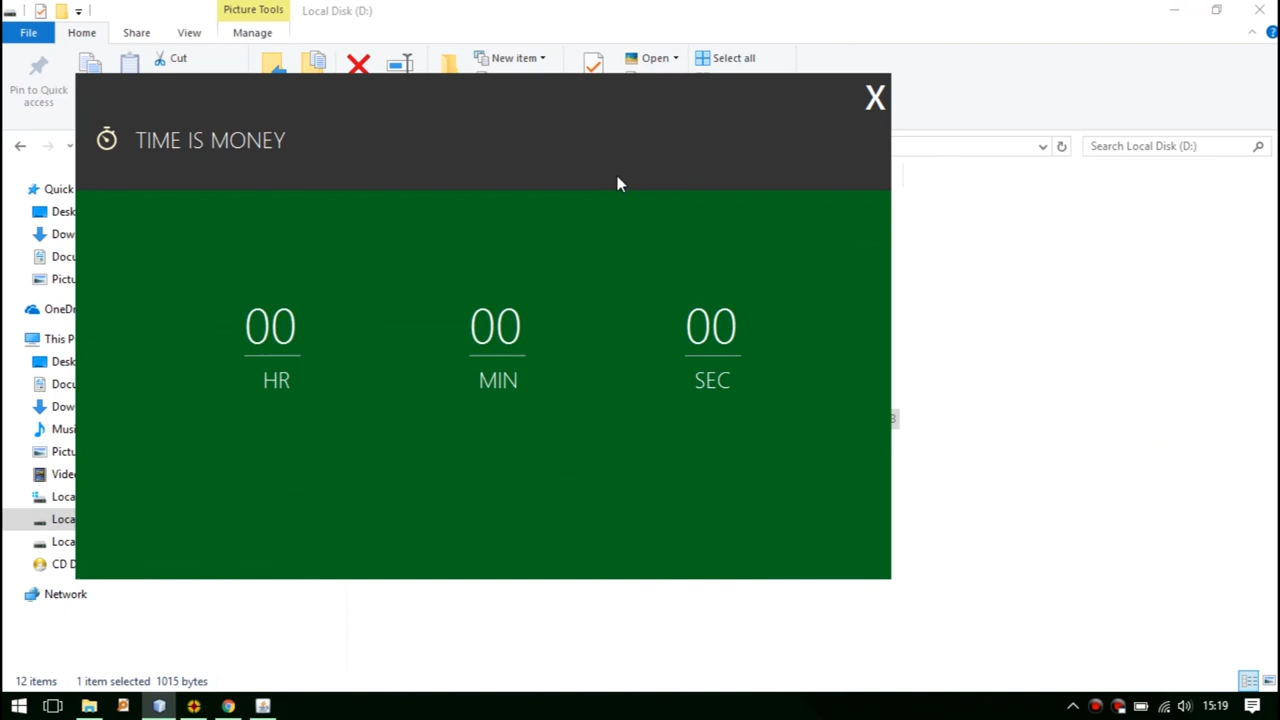 Picture Tools
Local Disk (D:)
File
Home
Share
View
Manage
Cut
New item
Open
Select all
Pin to Quick
access
X
TIME IS MONEY
Search Local Disk (D:)
Quick
Desk
Dow
Docu
Pictu
OneDr
This P
Desk
Docu
Dow
Musi
Pictu
Video
Loca
Loca
Loca
CD D
Network
00
00
00
HR
MIN
SEC
12 items
1 item selected
1015 bytes
15:19